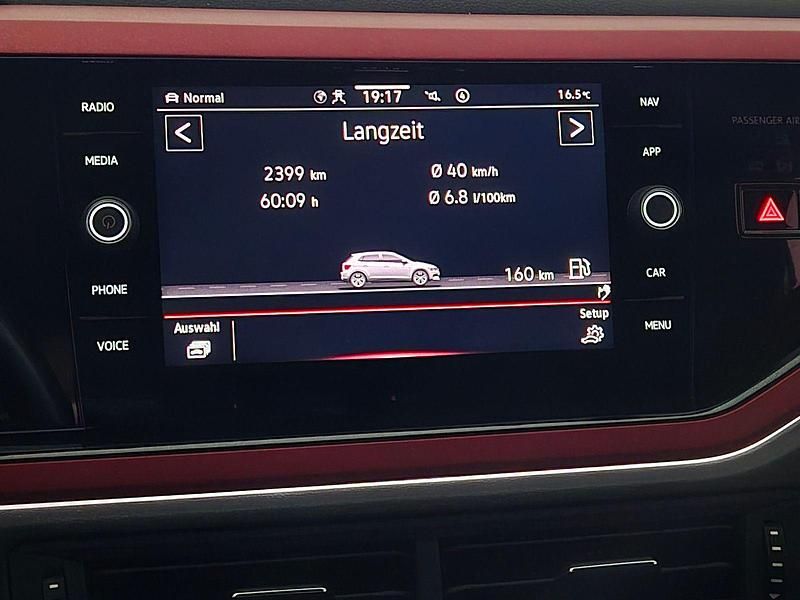 RADIO
MEDIA
PHONE
VOICE
Normal
19:17
16.5°C
Langzeit
2399 km
Ø 40 km/h
60:09 h
Ø 6.8 l/100km
160 km
Auswahl
Setup
NAV
APP
CAR
MENU
PASSENGER AIR